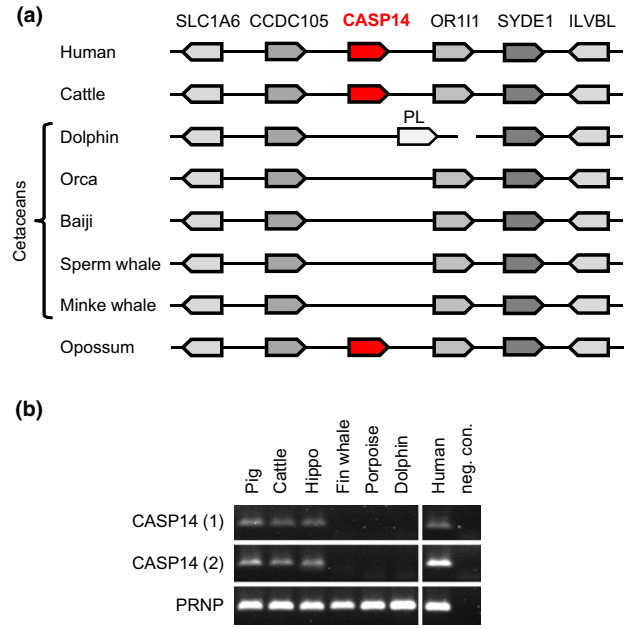 (a)
SLC1A6 CCDC105 CASP14 OR1I1 SYDE1 ILVBL
Human
Cattle
PL
Dolphin
Orca
Baiji
Sperm whale
Minke whale
Cetaceans
Opossum
(b)
Pig Cattle Hippo Fin whale Porpoise Dolphin Human neg. con.
CASP14 (1)
CASP14 (2)
PRNP